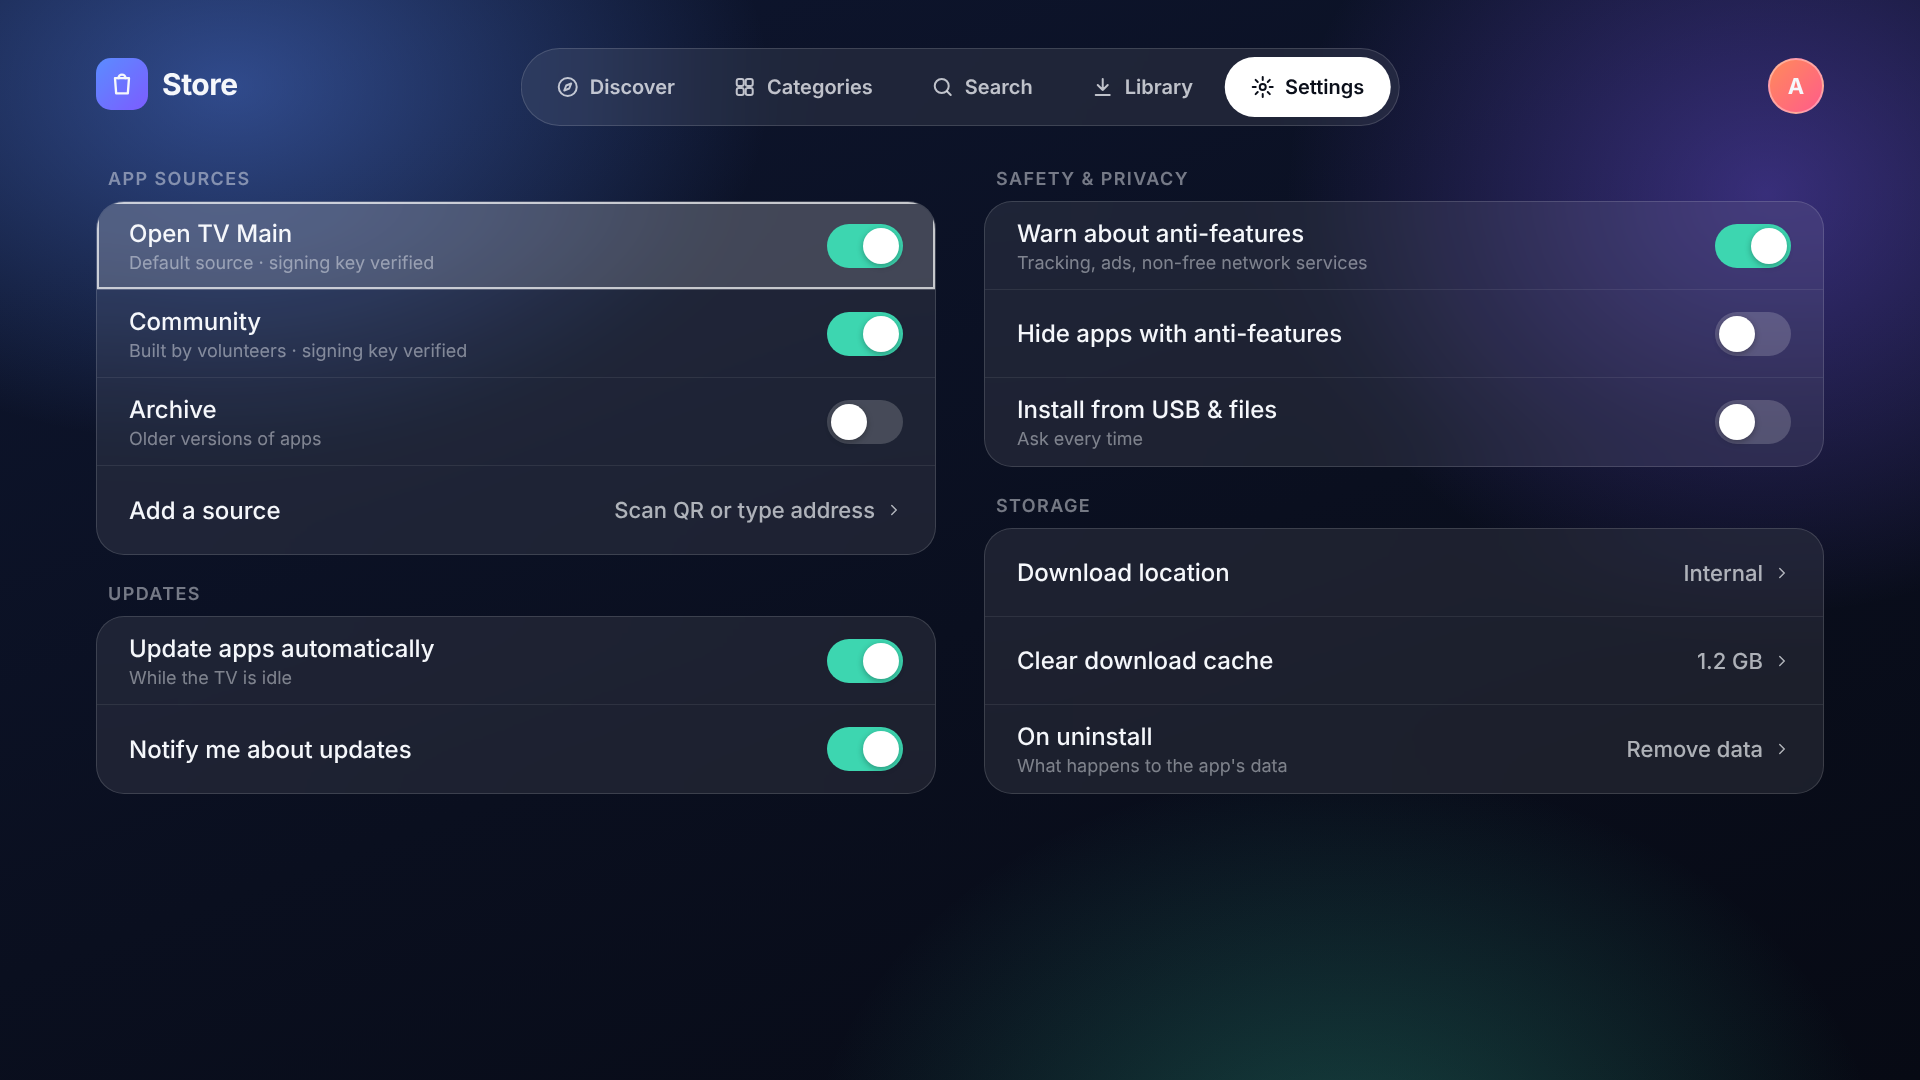 Store
Discover
Categories
Search
Library
Settings
A
APP SOURCES
Open TV Main
Default source · signing key verified
Community
Built by volunteers · signing key verified
Archive
Older versions of apps
Add a source
Scan QR or type address
UPDATES
Update apps automatically
While the TV is idle
Notify me about updates
SAFETY & PRIVACY
Warn about anti-features
Tracking, ads, non-free network services
Hide apps with anti-features
Install from USB & files
Ask every time
STORAGE
Download location
Internal
Clear download cache
1.2 GB
On uninstall
What happens to the app's data
Remove data